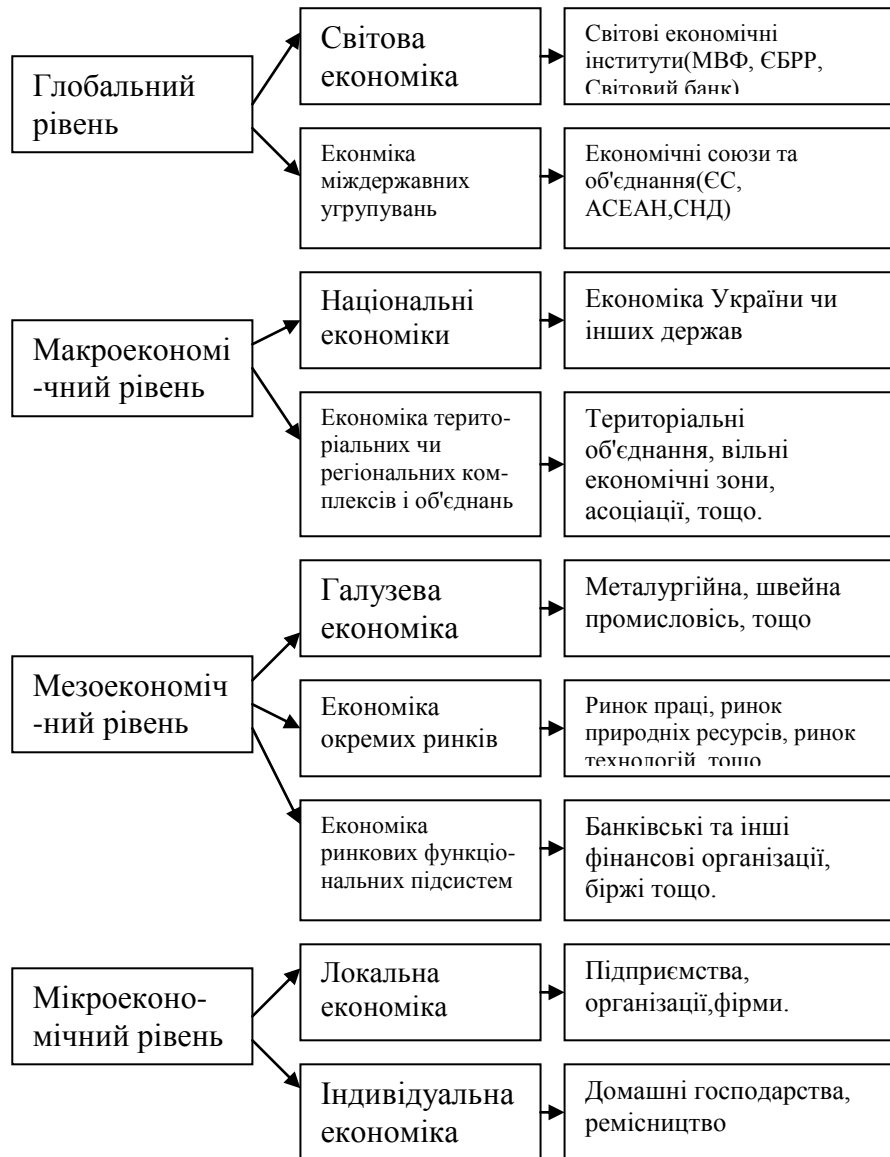 Глобальний
рівень
Світова
економіка
Світові економічні
інститути(МВФ, ЄБРР,
Світовий банк)
Еконміка
міждержавних
угрупувань
Економічні союзи та
об'єднання(ЄС,
АСЕАН,СНД)
Макроекономі
-чний рівень
Національні
економіки
Економіка України чи
інших держав
Економіка терито-
ріальних чи
регіональних ком-
плексів і об'єднань
Територіальні
об'єднання, вільні
економічні зони,
асоціації, тощо.
Мезоекономіч
-ний рівень
Галузева
економіка
Металургійна, швейна
промисловісь, тощо
Економіка
окремих ринків
Ринок праці, ринок
природніх ресурсів, ринок
технологій, тощо
Економіка
ринкових функціо-
нальних підсистем
Банківські та інші
фінансові організації,
біржі тощо.
Мікроеконо-
мічний рівень
Локальна
економіка
Підприємства,
організації,фірми.
Індивідуальна
економіка
Домашні господарства,
ремісництво